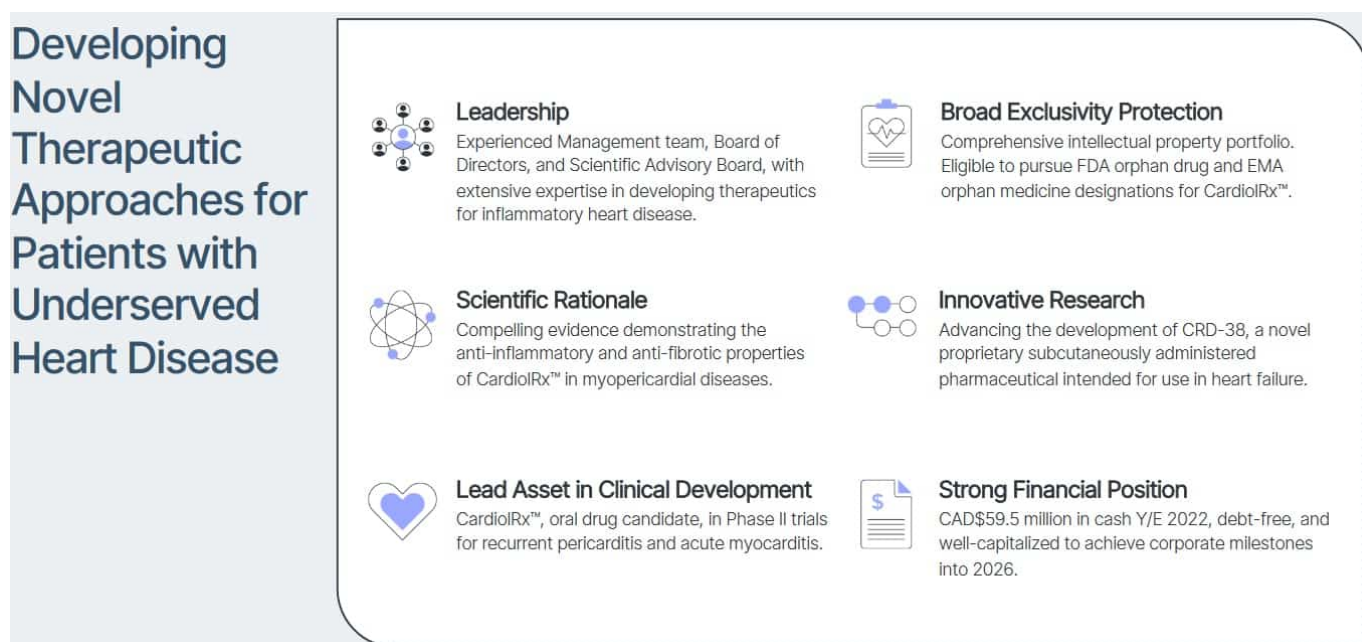 Developing
Novel
Therapeutic
Approaches for
Patients with
Underserved
Heart Disease
Leadership
Experienced Management team, Board of
Directors, and Scientific Advisory Board, with
extensive expertise in developing therapeutics
for inflammatory heart disease.
Broad Exclusivity Protection
Comprehensive intellectual property portfolio.
Eligible to pursue FDA orphan drug and EMA
orphan medicine designations for CardiolRx™.
Scientific Rationale
Compelling evidence demonstrating the
anti-inflammatory and anti-fibrotic properties
of CardiolRx™ in myopericardial diseases.
Innovative Research
Advancing the development of CRD-38, a novel
proprietary subcutaneously administered
pharmaceutical intended for use in heart failure.
Lead Asset in Clinical Development
CardiolRx™, oral drug candidate, in Phase II trials
for recurrent pericarditis and acute myocarditis.
$
Strong Financial Position
CAD$59.5 million in cash Y/E 2022, debt-free, and
well-capitalized to achieve corporate milestones
into 2026.